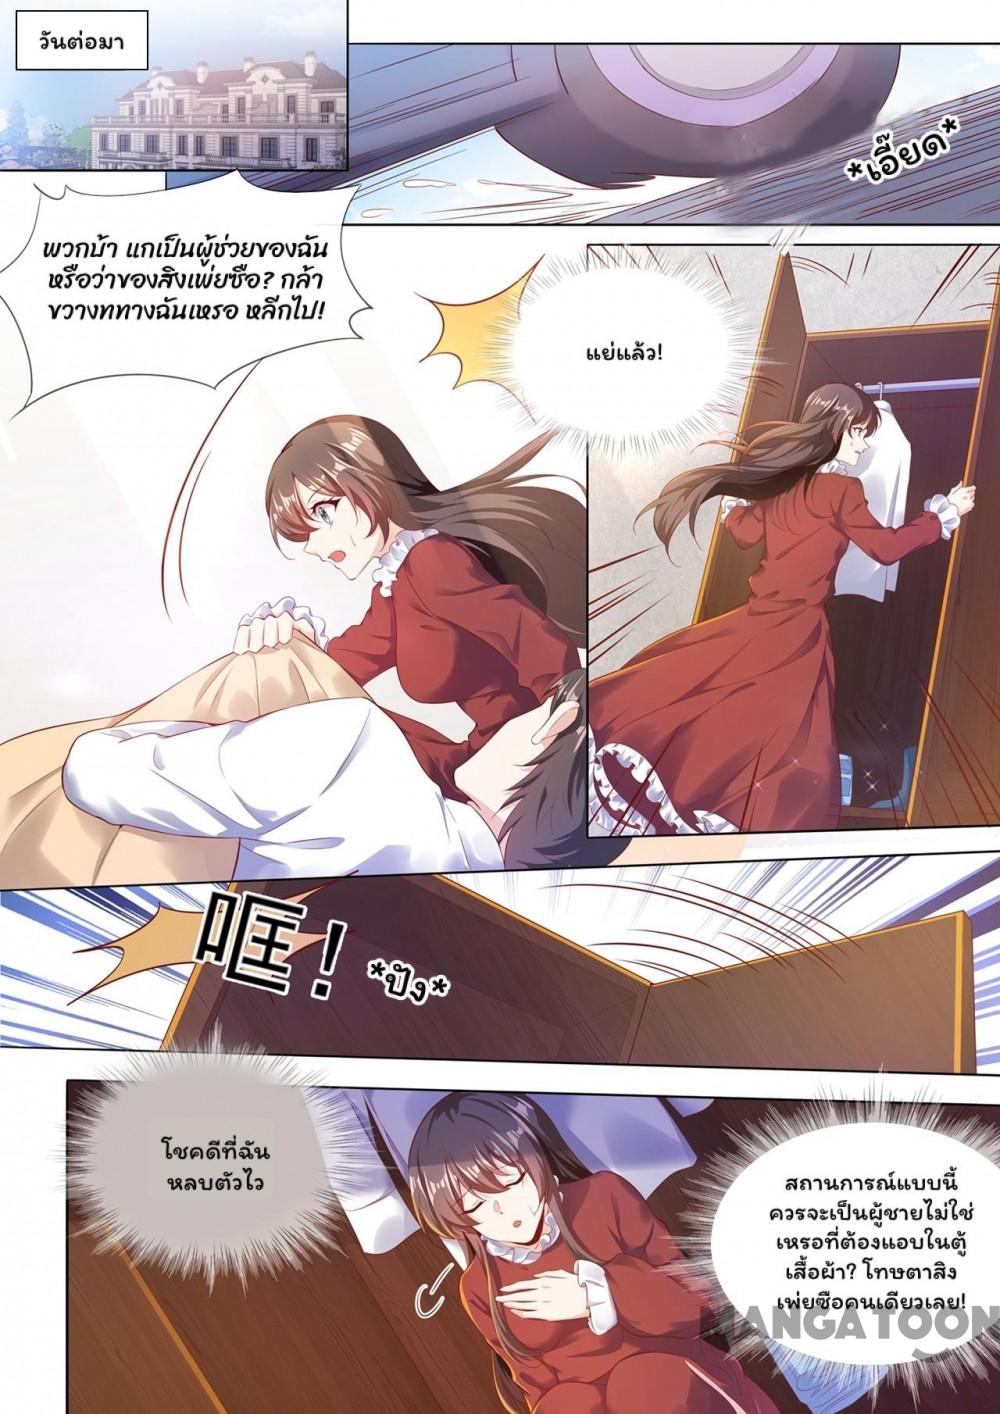 วันต่อมา
*เอี๊ยด*
พวกบ้า แกเป็นผู้ช่วยของฉัน
หรือว่าของสิงเพ่ยซือ? กล้า
ขวางททางฉันเหรอ หลีกไป!
แย่แล้ว!
哐!
*ปัง*
โชคดีที่ฉัน
หลบตัวไว
สถานการณ์แบบนี้
ควรจะเป็นผู้ชายไม่ใช่
เหรอที่ต้องแอบในตู้
เสื้อผ้า? โทษตาสิง
เพ่ยซือคนเดียวเลย!
MANGATOON